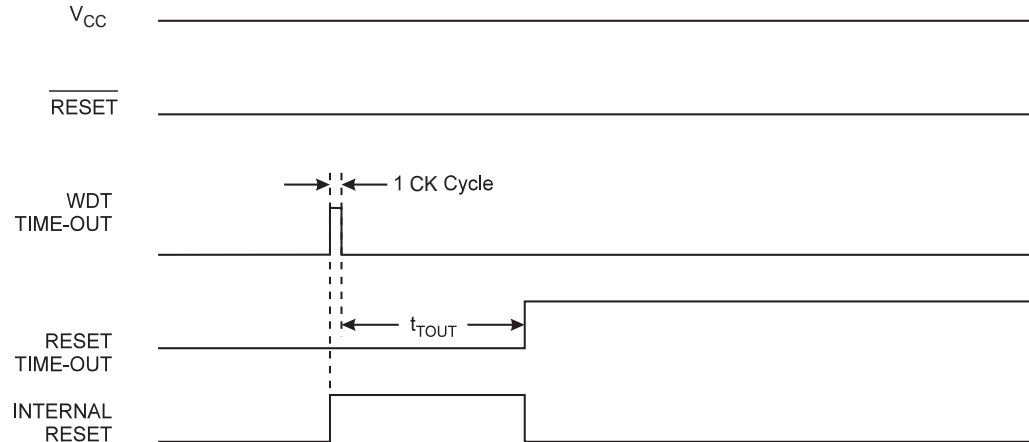 VCC
RESET
1 CK Cycle
WDT
TIME-OUT
tTOUT
RESET
TIME-OUT
INTERNAL
RESET